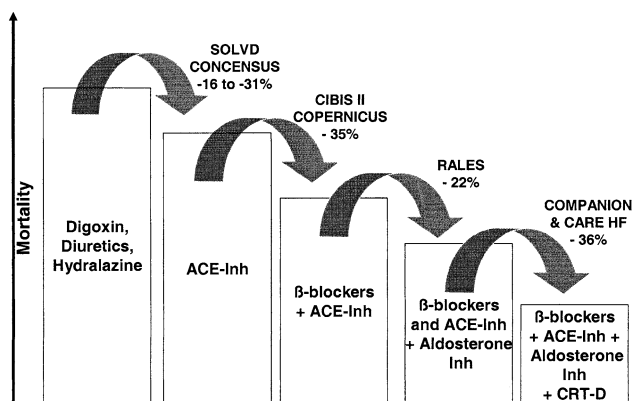 Mortality
SOLVD
CONCENSUS
-16 to -31%
CIBIS II
COPERNICUS
- 35%
RALES
- 22%
COMPANION
& CARE HF
- 36%
Digoxin,
Diuretics,
Hydralazine
ACE-Inh
ß-blockers
+ ACE-Inh
ß-blockers
and ACE-Inh
+ Aldosterone
Inh
ß-blockers
+ ACE-Inh +
Aldosterone
Inh
+ CRT-D